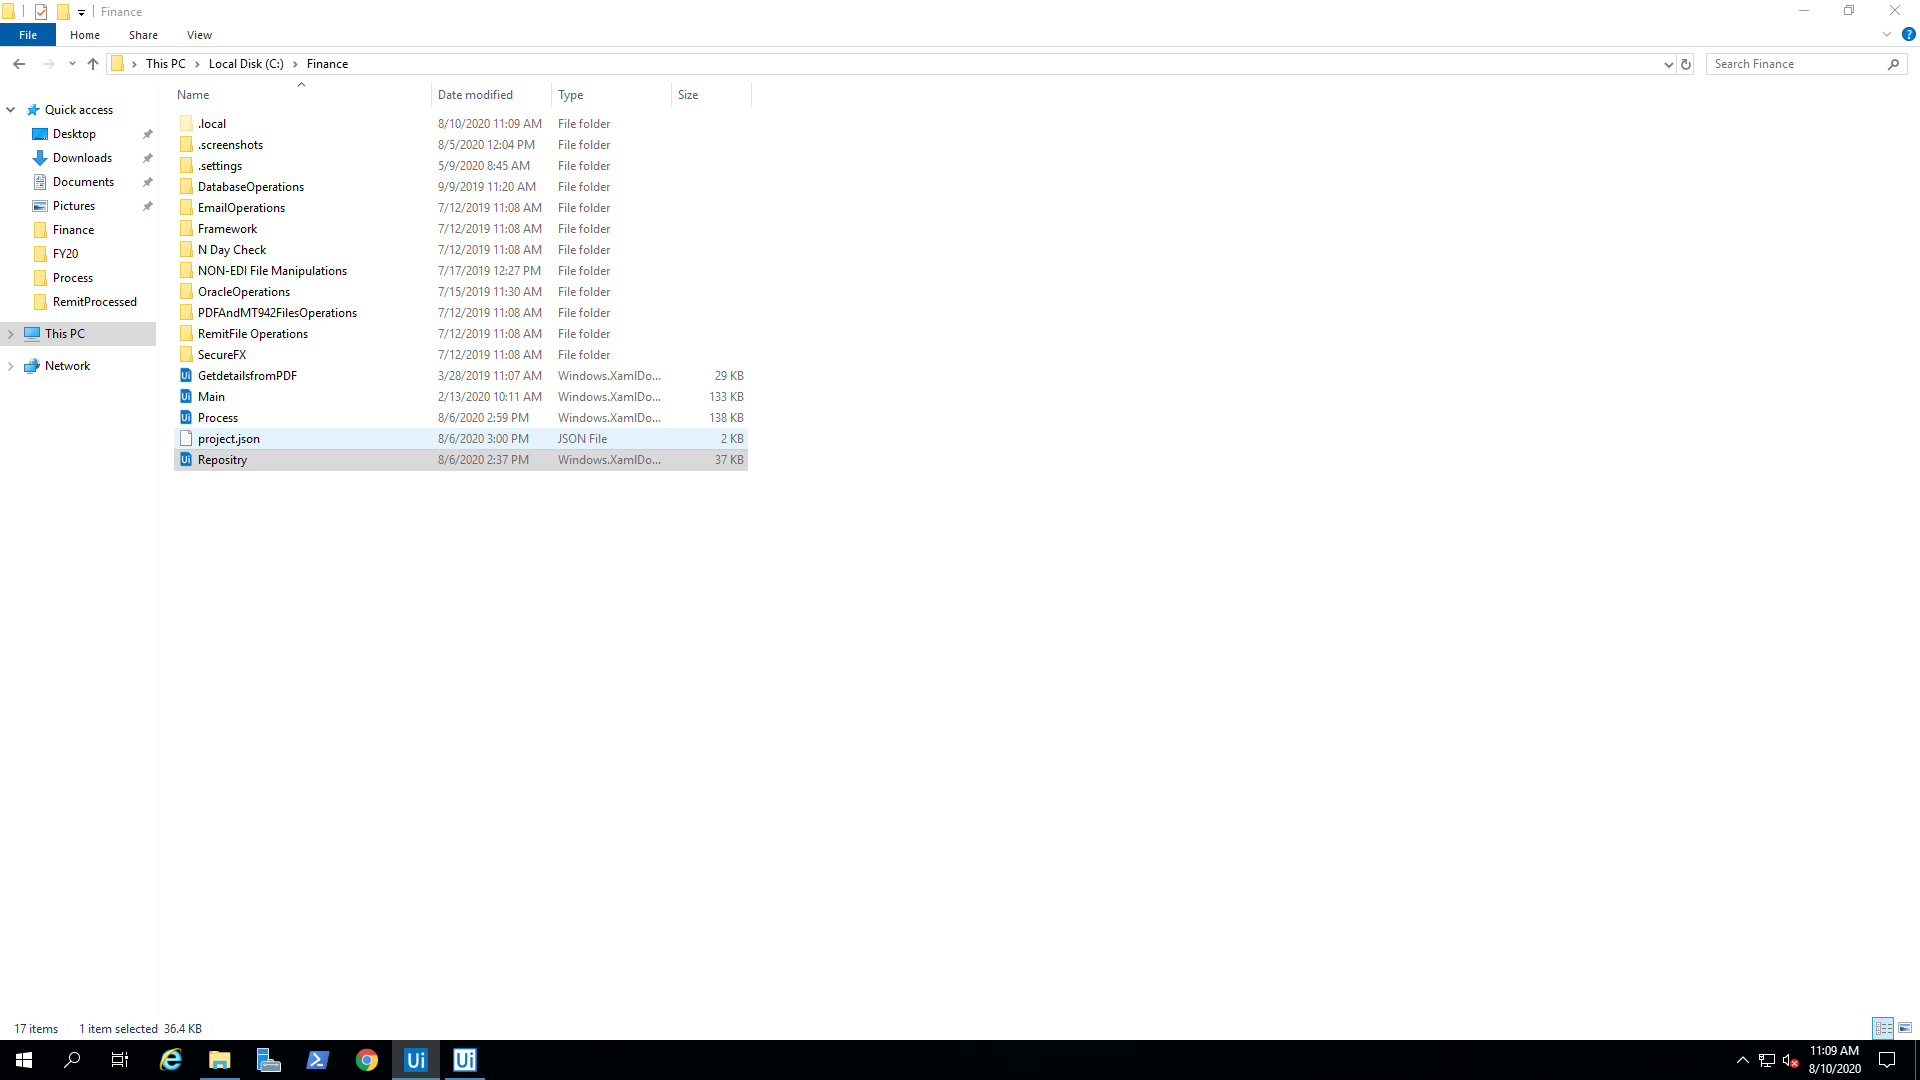 Finance
File Home Share View
This PC Local Disk (C:) Finance Search Finance
Name Date modified Type Size
Quick access
Desktop
Downloads
Documents
Pictures
Finance
FY20
Process
RemitProcessed
This PC
Network
.local 8/10/2020 11:09 AM File folder
.screenshots 8/5/2020 12:04 PM File folder
.settings 5/9/2020 8:45 AM File folder
DatabaseOperations 9/9/2019 11:20 AM File folder
EmailOperations 7/12/2019 11:08 AM File folder
Framework 7/12/2019 11:08 AM File folder
N Day Check 7/12/2019 11:08 AM File folder
NON-EDI File Manipulations 7/17/2019 12:27 PM File folder
OracleOperations 7/15/2019 11:30 AM File folder
PDFAndMT942FilesOperations 7/12/2019 11:08 AM File folder
RemitFile Operations 7/12/2019 11:08 AM File folder
SecureFX 7/12/2019 11:08 AM File folder
Ui GetdetailsfromPDF 3/28/2019 11:07 AM Windows.XamlDo... 29 KB
Ui Main 2/13/2020 10:11 AM Windows.XamlDo... 133 KB
Ui Process 8/6/2020 2:59 PM Windows.XamlDo... 138 KB
project.json 8/6/2020 3:00 PM JSON File 2 KB
Ui Repositry 8/6/2020 2:37 PM Windows.XamlDo... 37 KB
17 items 1 item selected 36.4 KB
Ui Ui
11:09 AM
8/10/2020